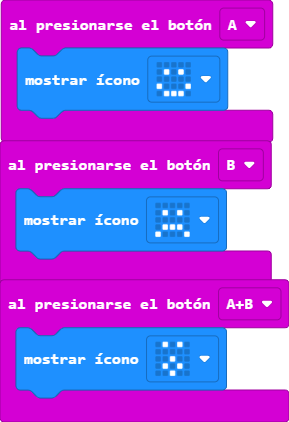 al presionarse el botón A
mostrar ícono
al presionarse el botón B
mostrar ícono
al presionarse el botón A+B
mostrar ícono